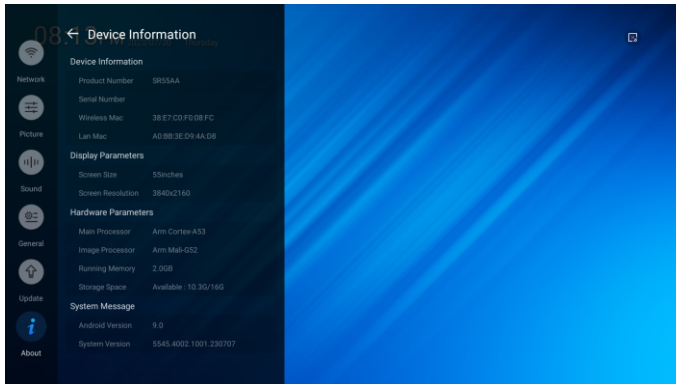 08:13PM Thursday
← Device Information
Device Information
Product Number SR55AA
Serial Number
Wireless Mac 38:E7:C0:F0:08:FC
Lan Mac A0:BB:3E:D9:4A:D8
Display Parameters
Screen Size 55inches
Screen Resolution 3840x2160
Hardware Parameters
Main Processor Arm Cortex-A53
Image Processor Arm Mali-G52
Running Memory 2.0GB
Storage Space Available : 10.3G/16G
System Message
Android Version 9.0
System Version 5545.4002.1001.230707
Network
Picture
Sound
General
Update
About